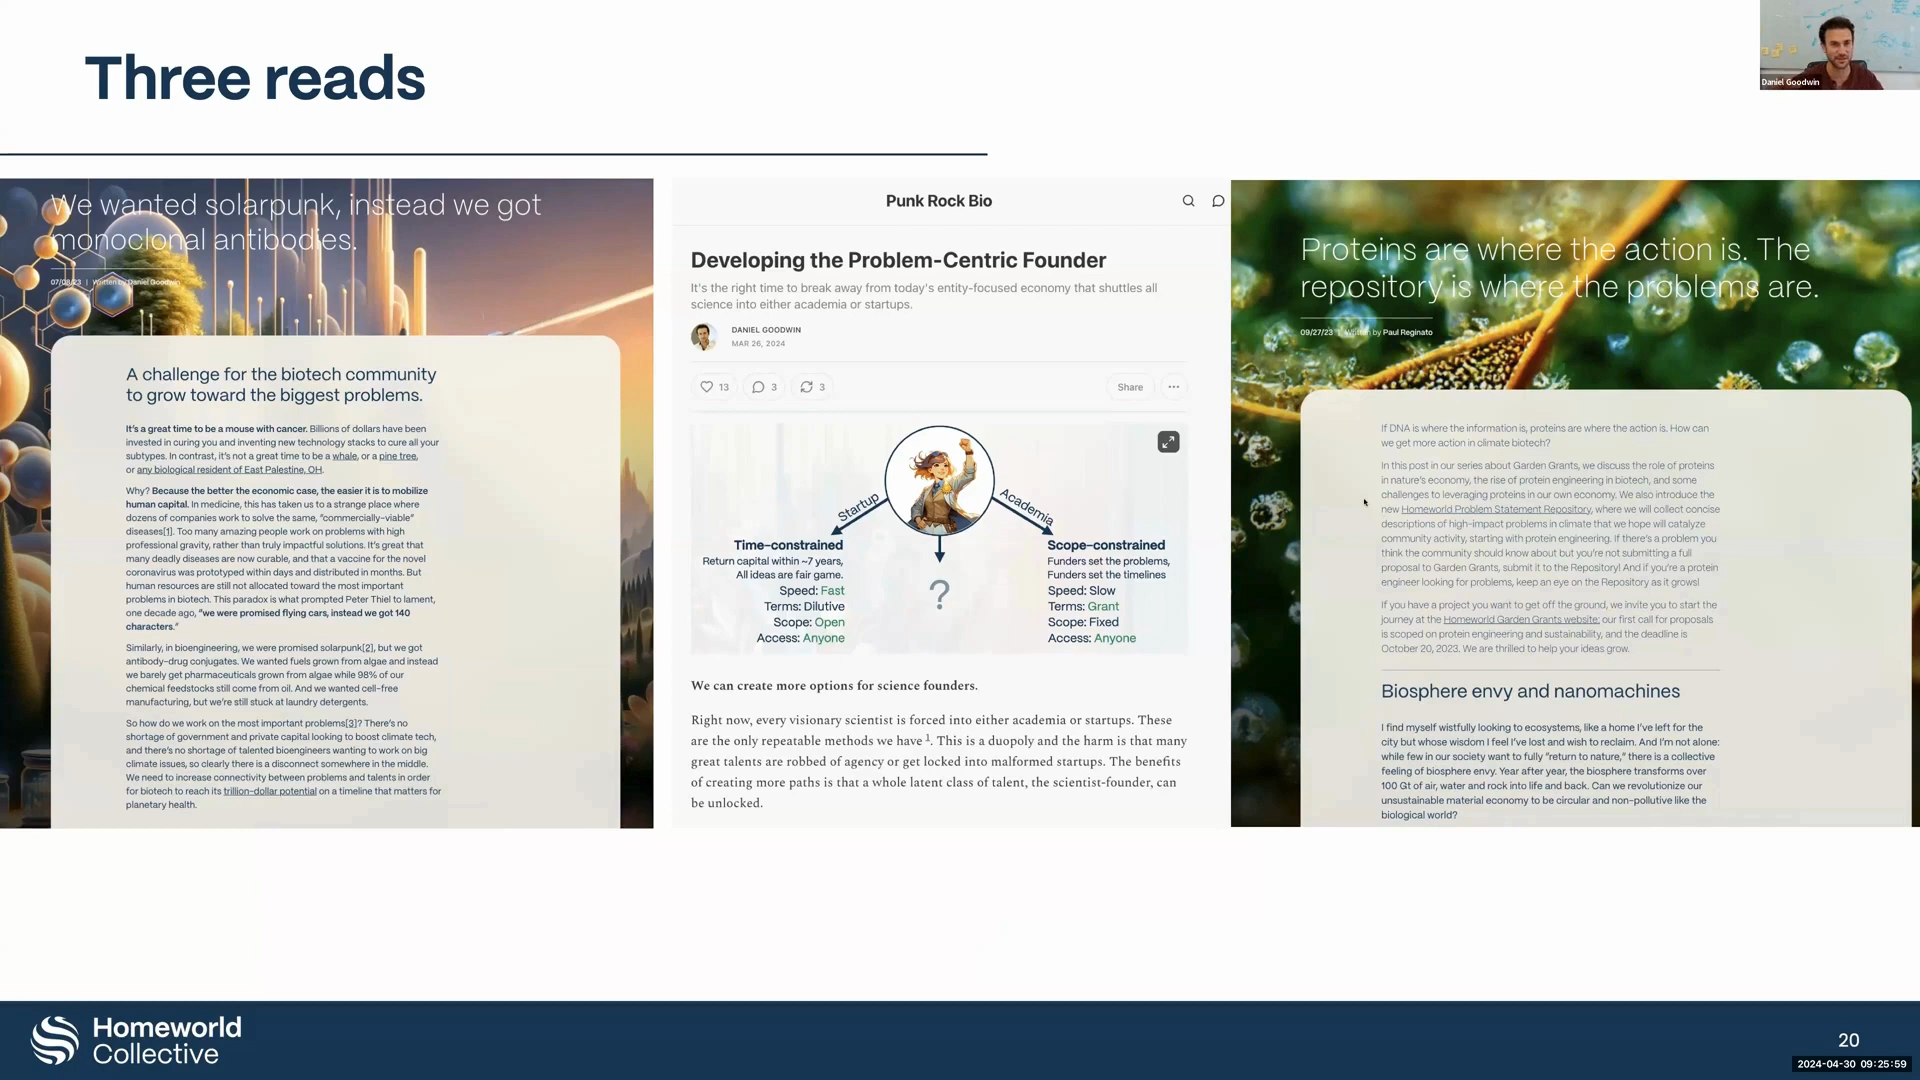 Three reads
Daniel Goodwin
We wanted solarpunk, instead we got
monoclonal antibodies.
07/08/23 | Written by Daniel Goodwin
A challenge for the biotech community
to grow toward the biggest problems.
It's a great time to be a mouse with cancer. Billions of dollars have been
invested in curing you and inventing new technology stacks to cure all your
subtypes. In contrast, it's not a great time to be a whale, or a pine tree,
or any biological resident of East Palestine, OH.
Why? Because the better the economic case, the easier it is to mobilize
human capital. In medicine, this has taken us to a strange place where
dozens of companies work to solve the same, "commercially-viable"
diseases[1]. Too many amazing people work on problems with high
professional gravity, rather than truly impactful solutions. It's great that
many deadly diseases are now curable, and that a vaccine for the novel
coronavirus was prototyped within days and distributed in months. But
human resources are still not allocated toward the most important
problems in biotech. This paradox is what prompted Peter Thiel to lament,
one decade ago, "we were promised flying cars, instead we got 140
characters."
Similarly, in bioengineering, we were promised solarpunk[2], but we got
antibody-drug conjugates. We wanted fuels grown from algae and instead
we barely get pharmaceuticals grown from algae while 98% of our
chemical feedstocks still come from oil. And we wanted cell-free
manufacturing, but we're still stuck at laundry detergents.
So how do we work on the most important problems[3]? There's no
shortage of government and private capital looking to boost climate tech,
and there's no shortage of talented bioengineers wanting to work on big
climate issues, so clearly there is a disconnect somewhere in the middle.
We need to increase connectivity between problems and talents in order
for biotech to reach its trillion-dollar potential on a timeline that matters for
planetary health.
Punk Rock Bio
Developing the Problem-Centric Founder
It's the right time to break away from today's entity-focused economy that shuttles all
science into either academia or startups.
DANIEL GOODWIN
MAR 26, 2024
13
3
3
Share
Startup
Academia
Time-constrained
Return capital within ~7 years,
All ideas are fair game.
Speed: Fast
Terms: Dilutive
Scope: Open
Access: Anyone
?
Scope-constrained
Funders set the problems,
Funders set the timelines
Speed: Slow
Terms: Grant
Scope: Fixed
Access: Anyone
We can create more options for science founders.
Right now, every visionary scientist is forced into either academia or startups. These
are the only repeatable methods we have 1. This is a duopoly and the harm is that many
great talents are robbed of agency or get locked into malformed startups. The benefits
of creating more paths is that a whole latent class of talent, the scientist-founder, can
be unlocked.
Proteins are where the action is. The
repository is where the problems are.
09/27/23 | Written by Paul Reginato
If DNA is where the information is, proteins are where the action is. How can
we get more action in climate biotech?
In this post in our series about Garden Grants, we discuss the role of proteins
in nature's economy, the rise of protein engineering in biotech, and some
challenges to leveraging proteins in our own economy. We also introduce the
new Homeworld Problem Statement Repository, where we will collect concise
descriptions of high-impact problems in climate that we hope will catalyze
community activity, starting with protein engineering. If there's a problem you
think the community should know about but you're not submitting a full
proposal to Garden Grants, submit it to the Repository! And if you're a protein
engineer looking for problems, keep an eye on the Repository as it grows!
If you have a project you want to get off the ground, we invite you to start the
journey at the Homeworld Garden Grants website; our first call for proposals
is scoped on protein engineering and sustainability, and the deadline is
October 20, 2023. We are thrilled to help your ideas grow.
Biosphere envy and nanomachines
I find myself wistfully looking to ecosystems, like a home I've left for the
city but whose wisdom I feel I've lost and wish to reclaim. And I'm not alone:
while few in our society want to fully "return to nature," there is a collective
feeling of biosphere envy. Year after year, the biosphere transforms over
100 Gt of air, water and rock into life and back. Can we revolutionize our
unsustainable material economy to be circular and non-polluting like the
biological world?
Homeworld
Collective
20
2024-04-30 09:25:59